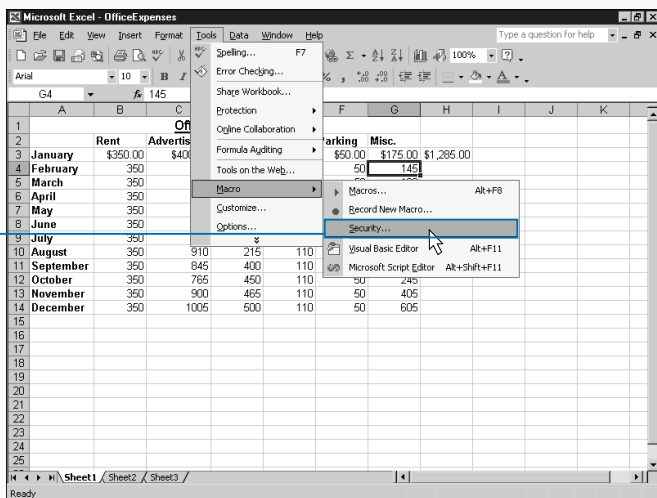 Microsoft Excel - OfficeExpenses
File Edit View Insert Format Tools Data Window Help
Type a question for help
100%
Arial 10 B I % ,
G4 fx 145
Spelling... F7
Error Checking...
Share Workbook...
Protection
Online Collaboration
Formula Auditing
Tools on the Web...
Macro
Customize...
Options...
Macros... Alt+F8
Record New Macro...
Security...
Visual Basic Editor Alt+F11
Microsoft Script Editor Alt+Shift+F11
A B C F G H I J K
1
2 Rent Misc.
3 January $350.00 $50.00 $175.00 $1,285.00
4 February 350 50 145
5 March 350
6 April 350
7 May 350
8 June 350
9 July 350
10 August 350 910 215 110
11 September 350 845 400 110
12 October 350 765 450 110 50 245
13 November 350 900 465 110 50 405
14 December 350 1005 500 110 50 605
15
16
17
18
19
20
21
22
23
24
25
Sheet1 Sheet2 Sheet3
Ready